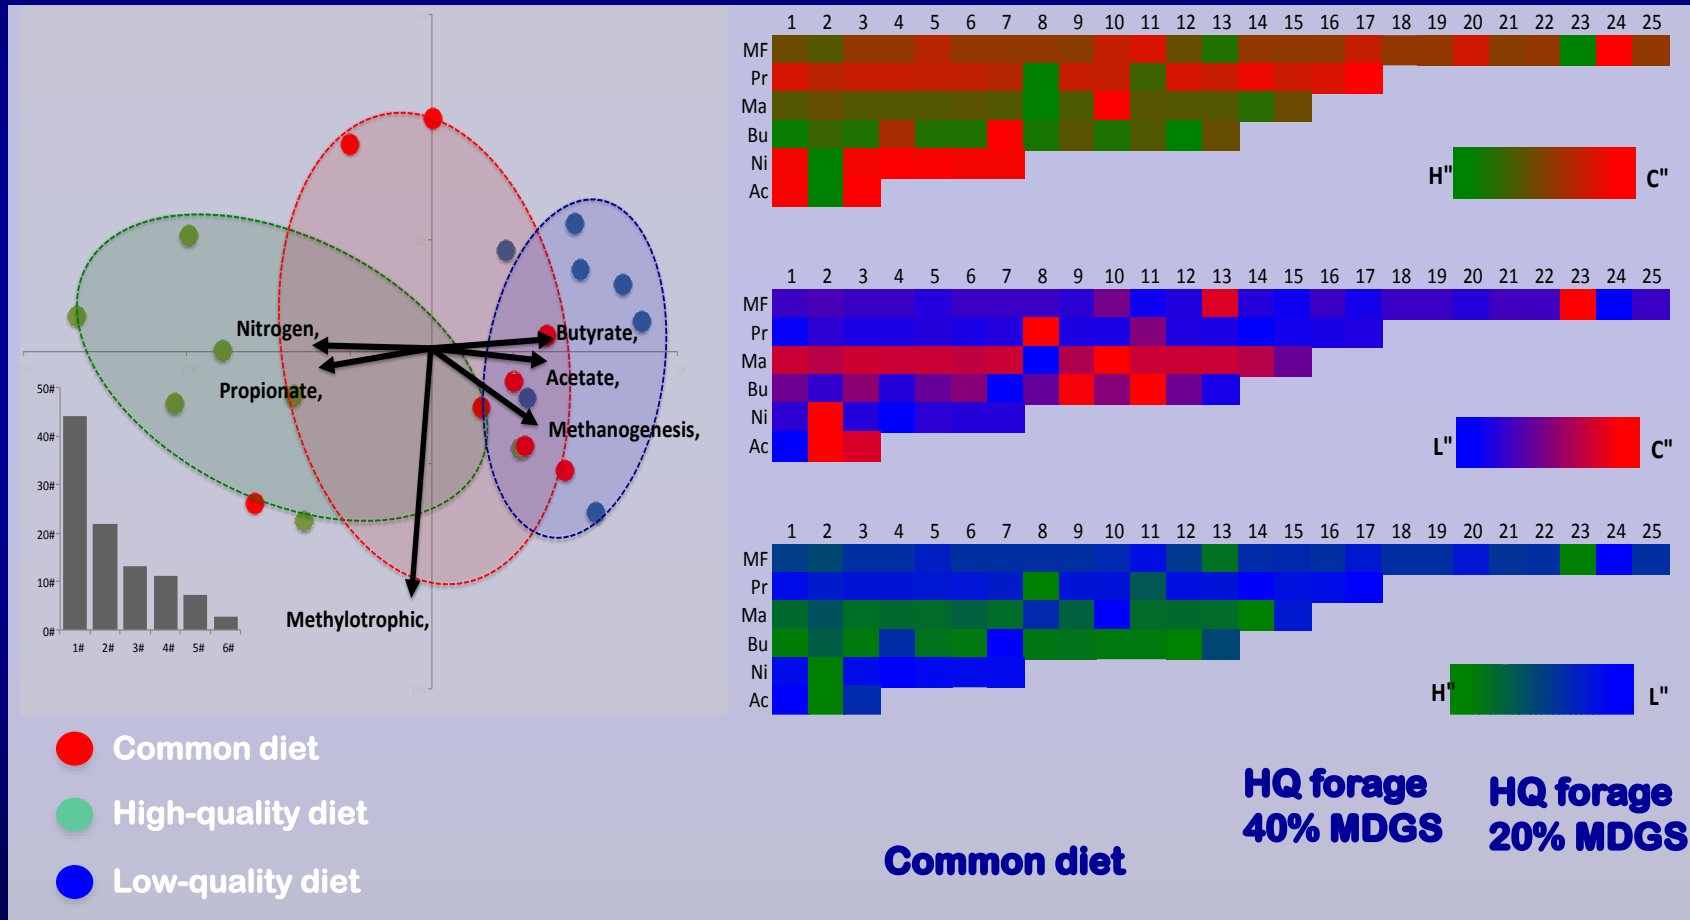 Nitrogen,
Propionate,
Butyrate,
Acetate,
Methanogenesis,
Methylotrophic,
50#
40#
30#
20#
10#
0#
1# 2# 3# 4# 5# 6#
Common diet
High-quality diet
Low-quality diet
1 2 3 4 5 6 7 8 9 10 11 12 13 14 15 16 17 18 19 20 21 22 23 24 25
MF
Pr
Ma
Bu
Ni
Ac
H" C"
1 2 3 4 5 6 7 8 9 10 11 12 13 14 15 16 17 18 19 20 21 22 23 24 25
MF
Pr
Ma
Bu
Ni
Ac
L" C"
1 2 3 4 5 6 7 8 9 10 11 12 13 14 15 16 17 18 19 20 21 22 23 24 25
MF
Pr
Ma
Bu
Ni
Ac
H" L"
Common diet
HQ forage
40% MDGS
HQ forage
20% MDGS